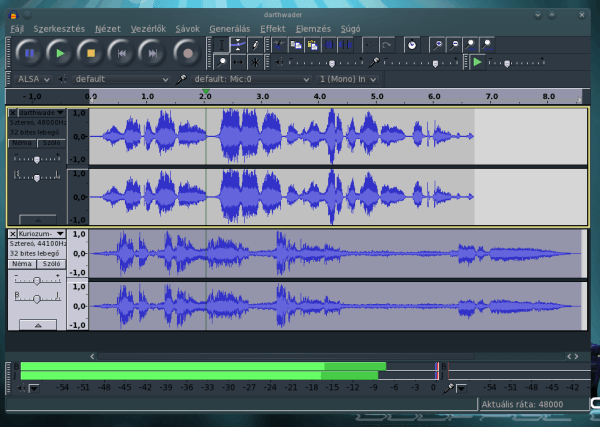 darthwader
Fájl Szerkesztés Nézet Vezérlők Sávok Generálás Effekt Elemzés Súgó
ALSA default default: Mic:0 1 (Mono) In
-1,0 0,0 1.0 2.0 3.0 4.0 5.0 6.0 7.0 8.0
darthwade
Sztereó, 48000Hz
32 bites lebegő
Néma Szóló
1,0
0,0
-1,0
1,0
0,0
-1,0
Kuriozum-
Sztereó, 44100Hz
32 bites lebegő
Néma Szóló
- +
B J
1,0
0,0
-1,0
1,0
0,0
-1,0
-54 -51 -48 -45 -42 -39 -36 -33 -30 -27 -24 -21 -18 -15 -12 -9 -6 -3 0 -54 -51 -48 -45 -42
Aktuális ráta: 48000